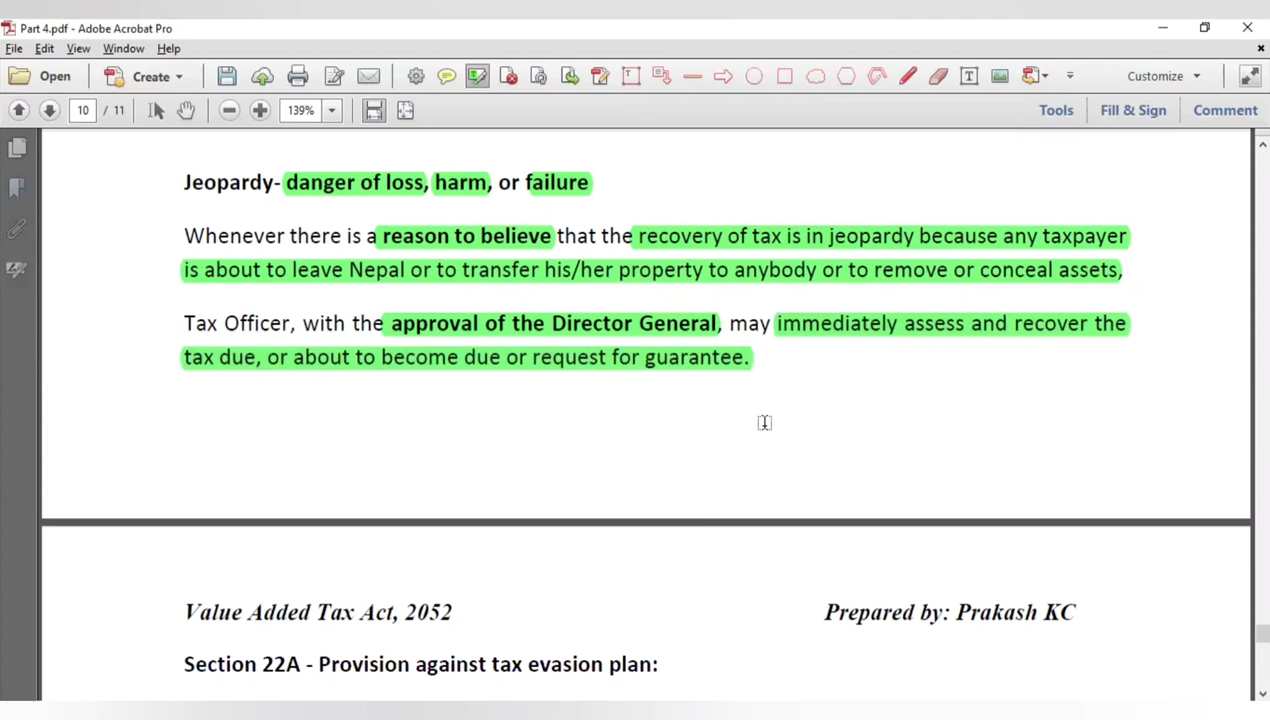 Part 4.pdf - Adobe Acrobat Pro
File Edit View Window Help
Open Create Customize
10 / 11 139% Tools Fill & Sign Comment
Jeopardy- danger of loss, harm, or failure
Whenever there is a reason to believe that the recovery of tax is in jeopardy because any taxpayer
is about to leave Nepal or to transfer his/her property to anybody or to remove or conceal assets,
Tax Officer, with the approval of the Director General, may immediately assess and recover the
tax due, or about to become due or request for guarantee.
Value Added Tax Act, 2052 Prepared by: Prakash KC
Section 22A - Provision against tax evasion plan: